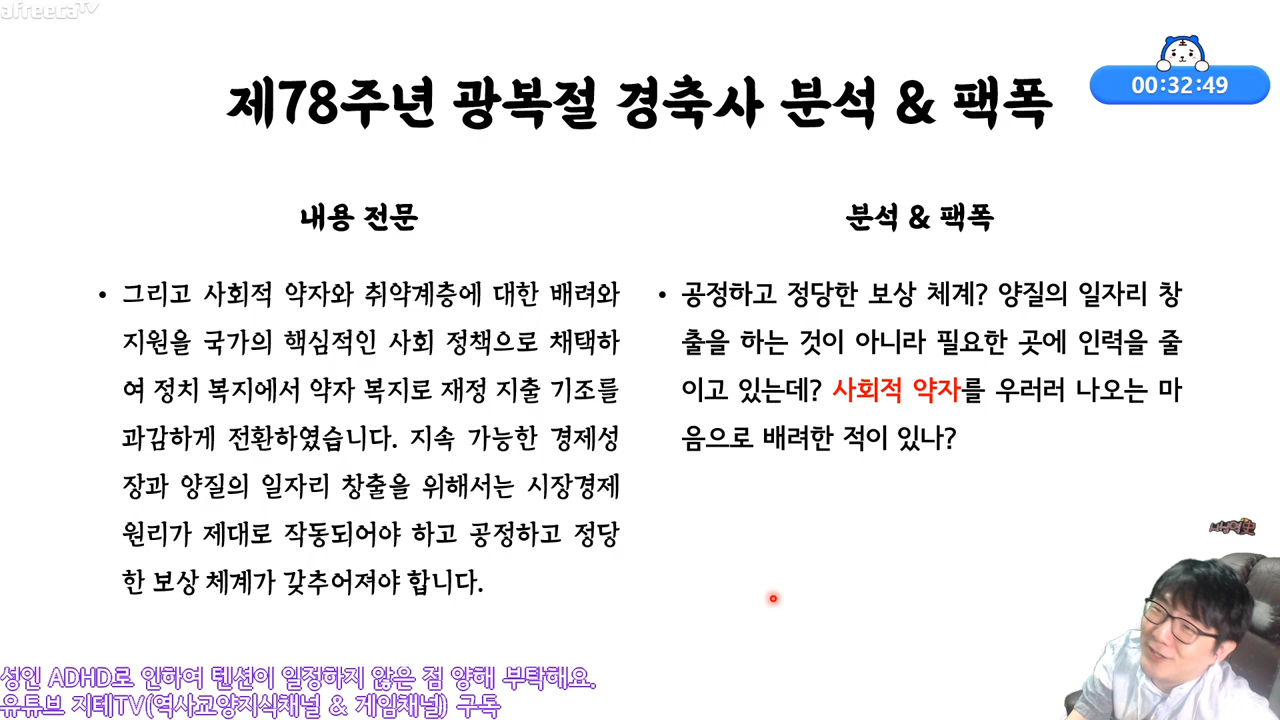 afreecaTV
00:32:49
제78주년 광복절 경축사 분석 & 팩폭
내용 전문
• 그리고 사회적 약자와 취약계층에 대한 배려와
지원을 국가의 핵심적인 사회 정책으로 채택하
여 정치 복지에서 약자 복지로 재정 지출 기조를
과감하게 전환하였습니다. 지속 가능한 경제성
장과 양질의 일자리 창출을 위해서는 시장경제
원리가 제대로 작동되어야 하고 공정하고 정당
한 보상 체계가 갖추어져야 합니다.
분석 & 팩폭
• 공정하고 정당한 보상 체계? 양질의 일자리 창
출을 하는 것이 아니라 필요한 곳에 인력을 줄
이고 있는데? 사회적 약자를 우러러 나오는 마
음으로 배려한 적이 있나?
성인 ADHD로 인하여 텐션이 일정하지 않은 점 양해 부탁해요.
유튜브 지테TV(역사교양지식채널 & 게임채널) 구독